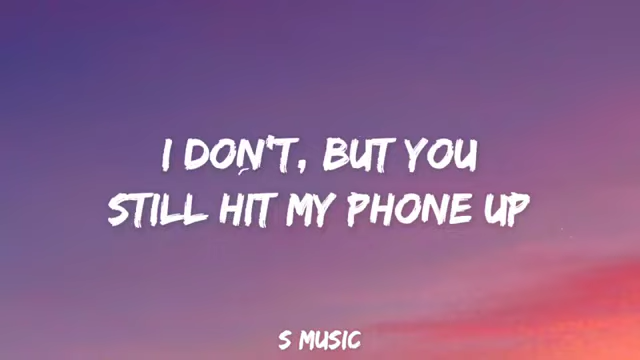 I DON'T, BUT YOU
STILL HIT MY PHONE UP
S MUSIC